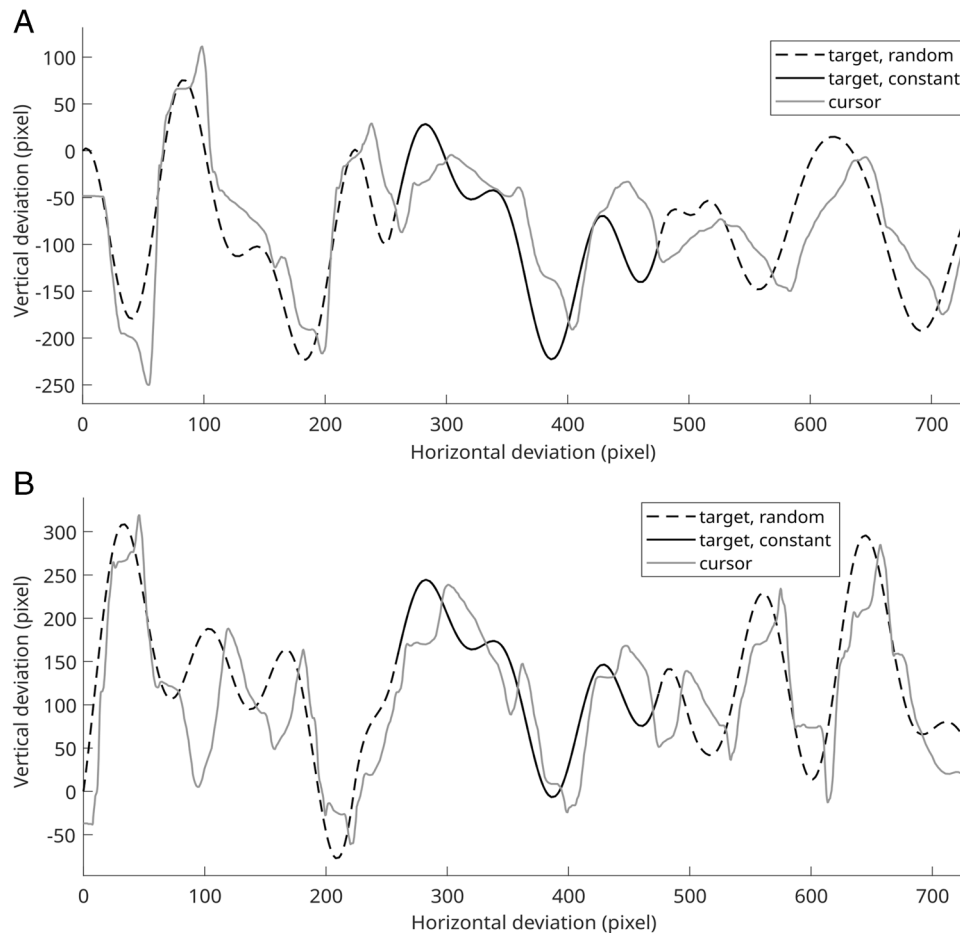 A
100
50
0
-50
-100
-150
-200
-250
Vertical deviation (pixel)
target, random
target, constant
cursor
0 100 200 300 400 500 600 700
Horizontal deviation (pixel)
B
300
250
200
150
100
50
0
-50
Vertical deviation (pixel)
target, random
target, constant
cursor
0 100 200 300 400 500 600 700
Horizontal deviation (pixel)